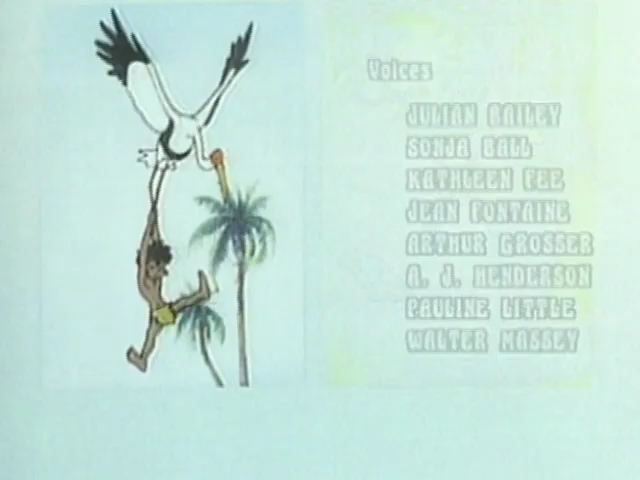 Voices
JULIAN BAILEY
SONJA BALL
KATHLEEN FEE
JEAN FONTAINE
ARTHUR GROSSER
A. J. HENDERSON
PAULINE LITTLE
WALTER MASSEY